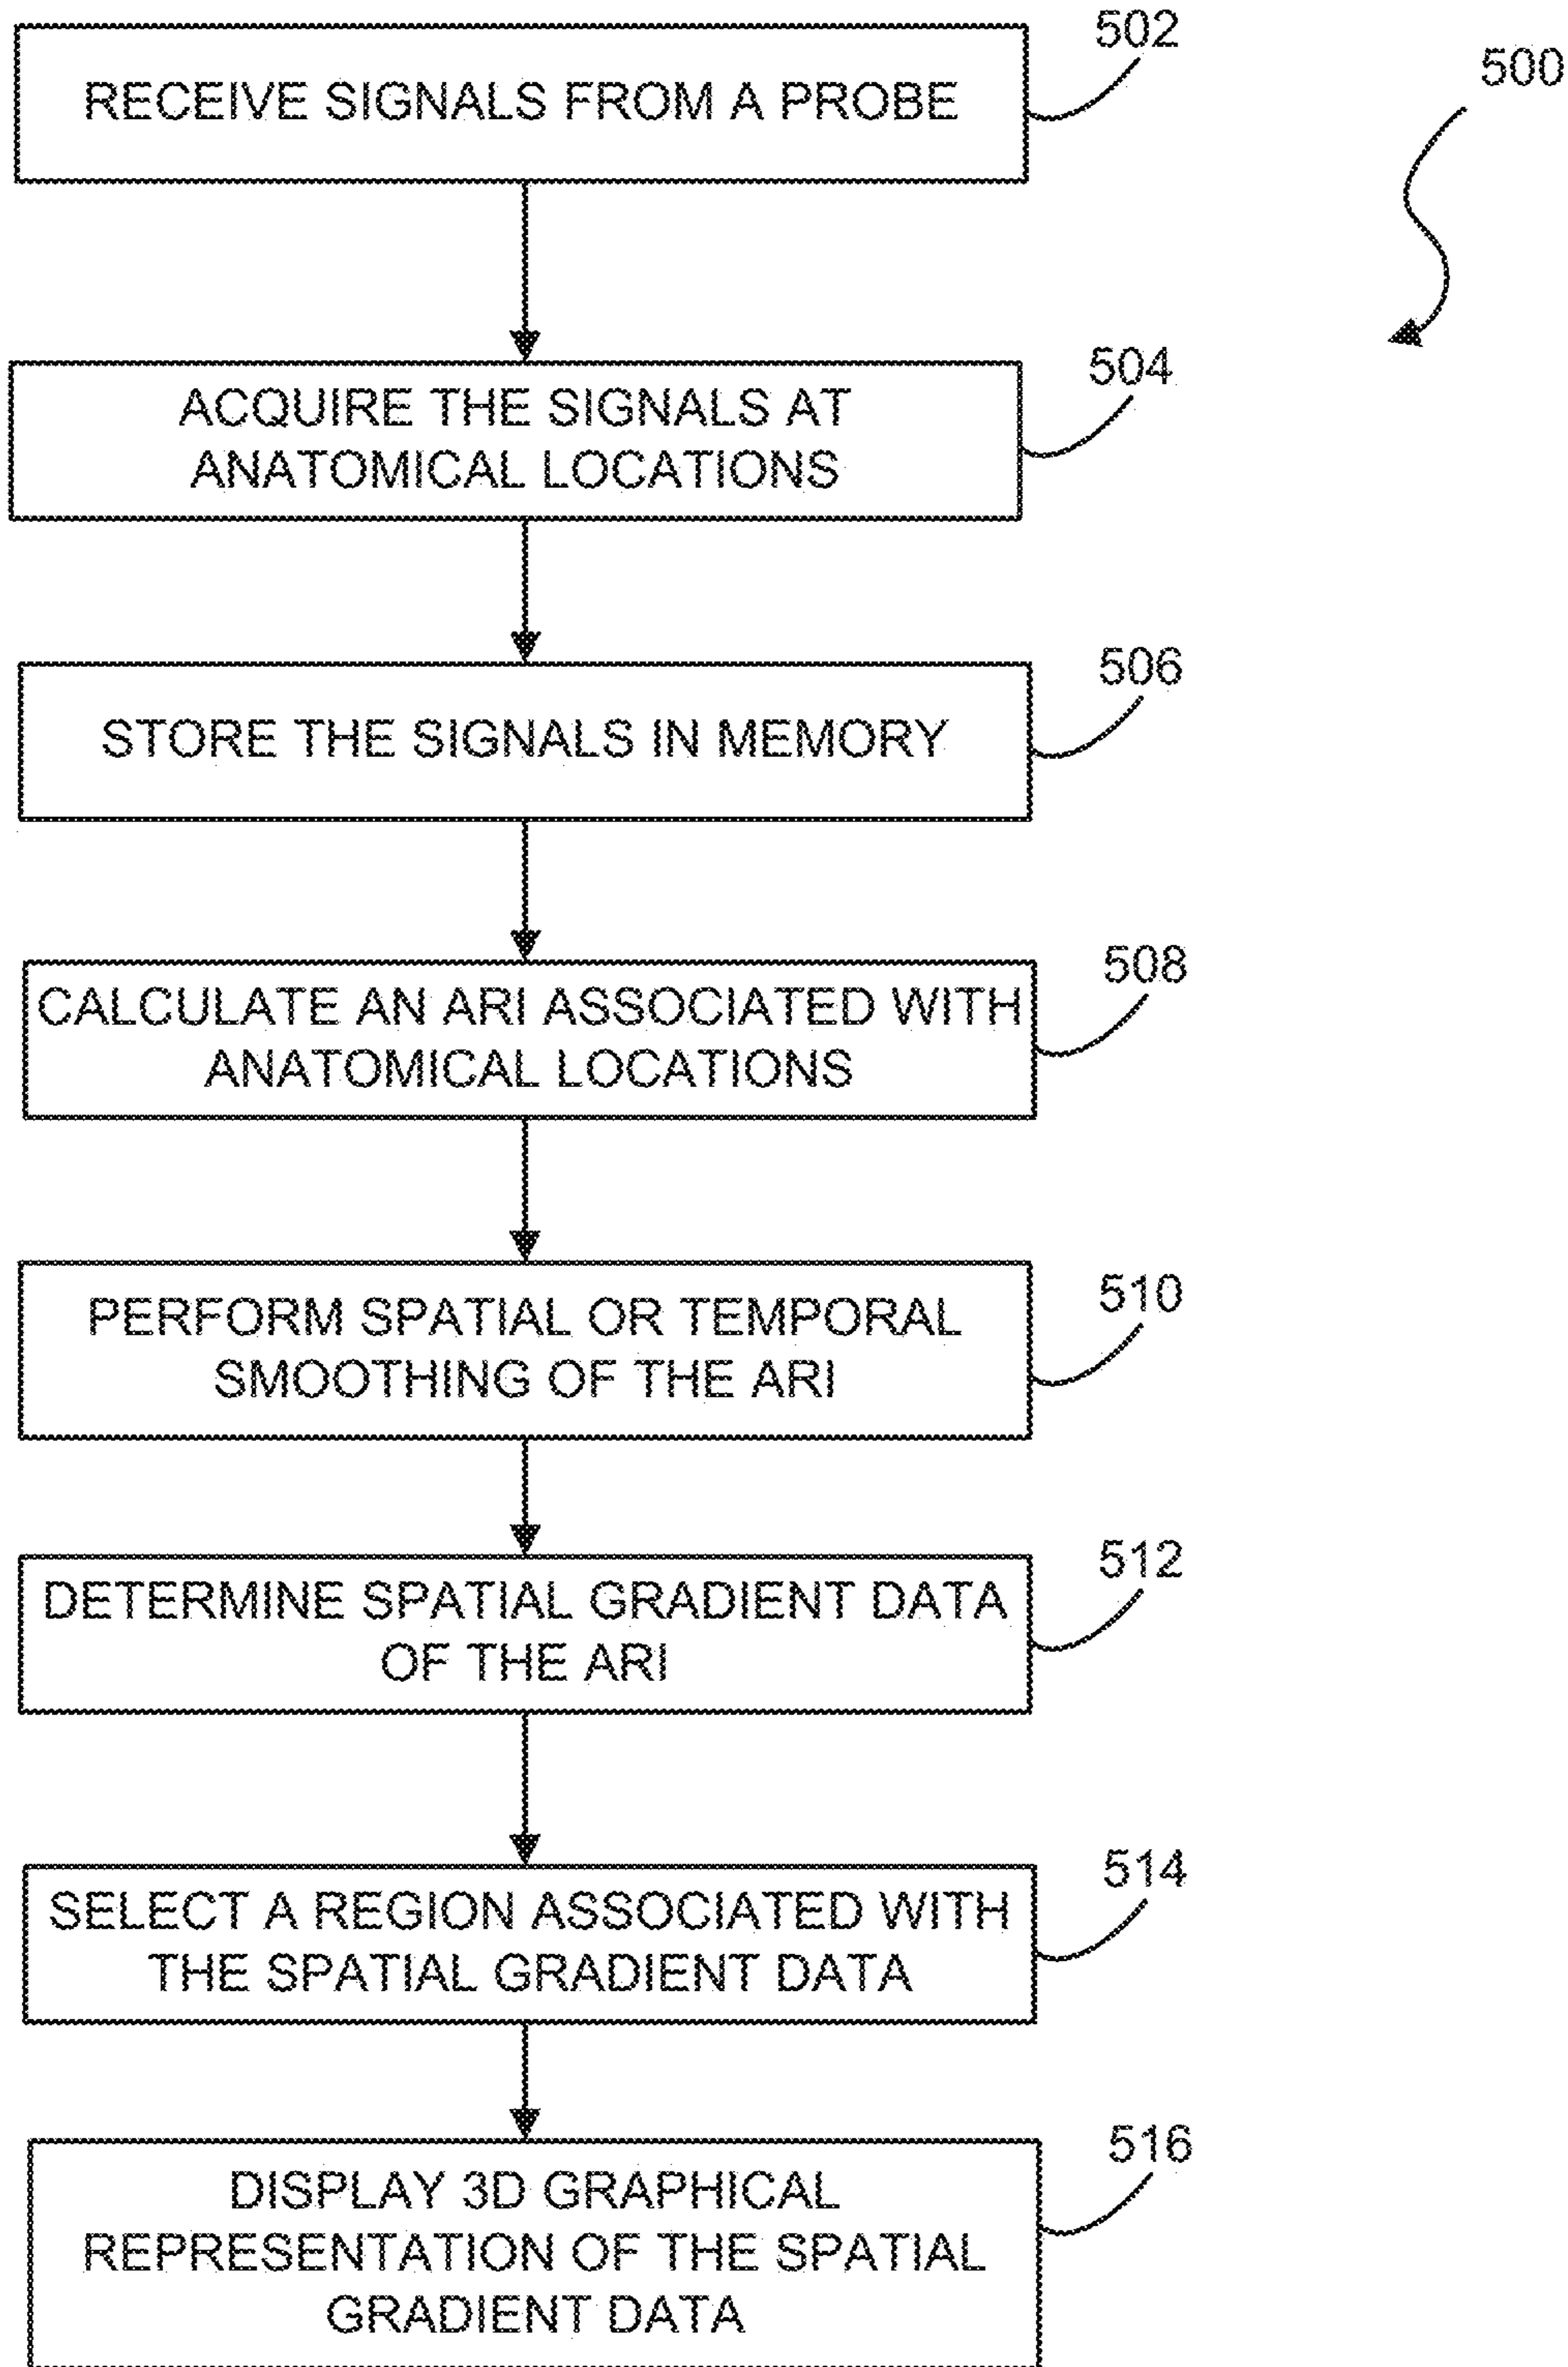 502
500
RECEIVE SIGNALS FROM A PROBE
504
ACQUIRE THE SIGNALS AT
ANATOMICAL LOCATIONS
506
STORE THE SIGNALS IN MEMORY
508
CALCULATE AN ARI ASSOCIATED WITH
ANATOMICAL LOCATIONS
510
PERFORM SPATIAL OR TEMPORAL
SMOOTHING OF THE ARI
512
DETERMINE SPATIAL GRADIENT DATA
OF THE ARI
514
SELECT A REGION ASSOCIATED WITH
THE SPATIAL GRADIENT DATA
516
DISPLAY 3D GRAPHICAL
REPRESENTATION OF THE SPATIAL
GRADIENT DATA